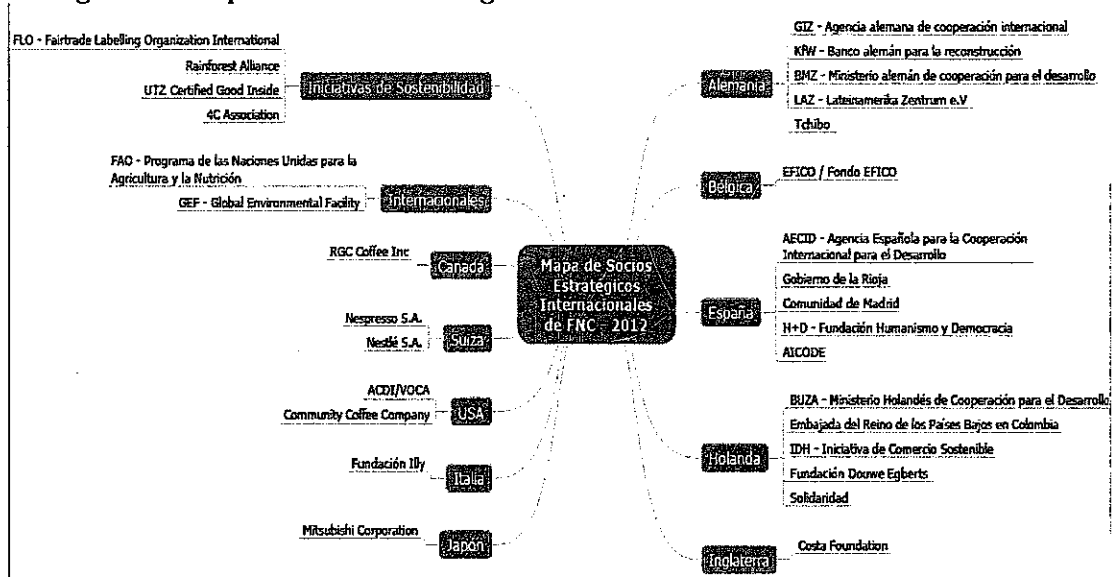 FLO - Fairtrade Labelling Organization International
Rainforest Alliance
UTZ Certified Good Inside
4C Association
Iniciativas de Sostenibilidad
FAO - Programa de las Naciones Unidas para la
Agricultura y la Nutrición
GEF - Global Environmental Facility
Internacionales
RGC Coffee Inc
Canadá
Nespresso S.A.
Nestlé S.A.
Suiza
ACDI/VOCA
Community Coffee Company
USA
Fundación Illy
Italia
Mitsubishi Corporation
Japón
Mapa de Socios
Estratégicos
Internacionales
de FNC - 2012
GIZ - Agencia alemana de cooperación internacional
KfW - Banco alemán para la reconstrucción
BMZ - Ministerio alemán de cooperación para el desarrollo
LAZ - Lateinamerika Zentrum e.V
Tchibo
Alemania
EFICO / Fondo EFICO
Bélgica
AECID - Agencia Española para la Cooperación
Internacional para el Desarrollo
Gobierno de la Rioja
Comunidad de Madrid
H+D - Fundación Humanismo y Democracia
AICODE
España
BUZA - Ministerio Holandés de Cooperación para el Desarrollo
Embajada del Reino de los Países Bajos en Colombia
IDH - Iniciativa de Comercio Sostenible
Fundación Douwe Egberts
Solidaridad
Holanda
Costa Foundation
Inglaterra